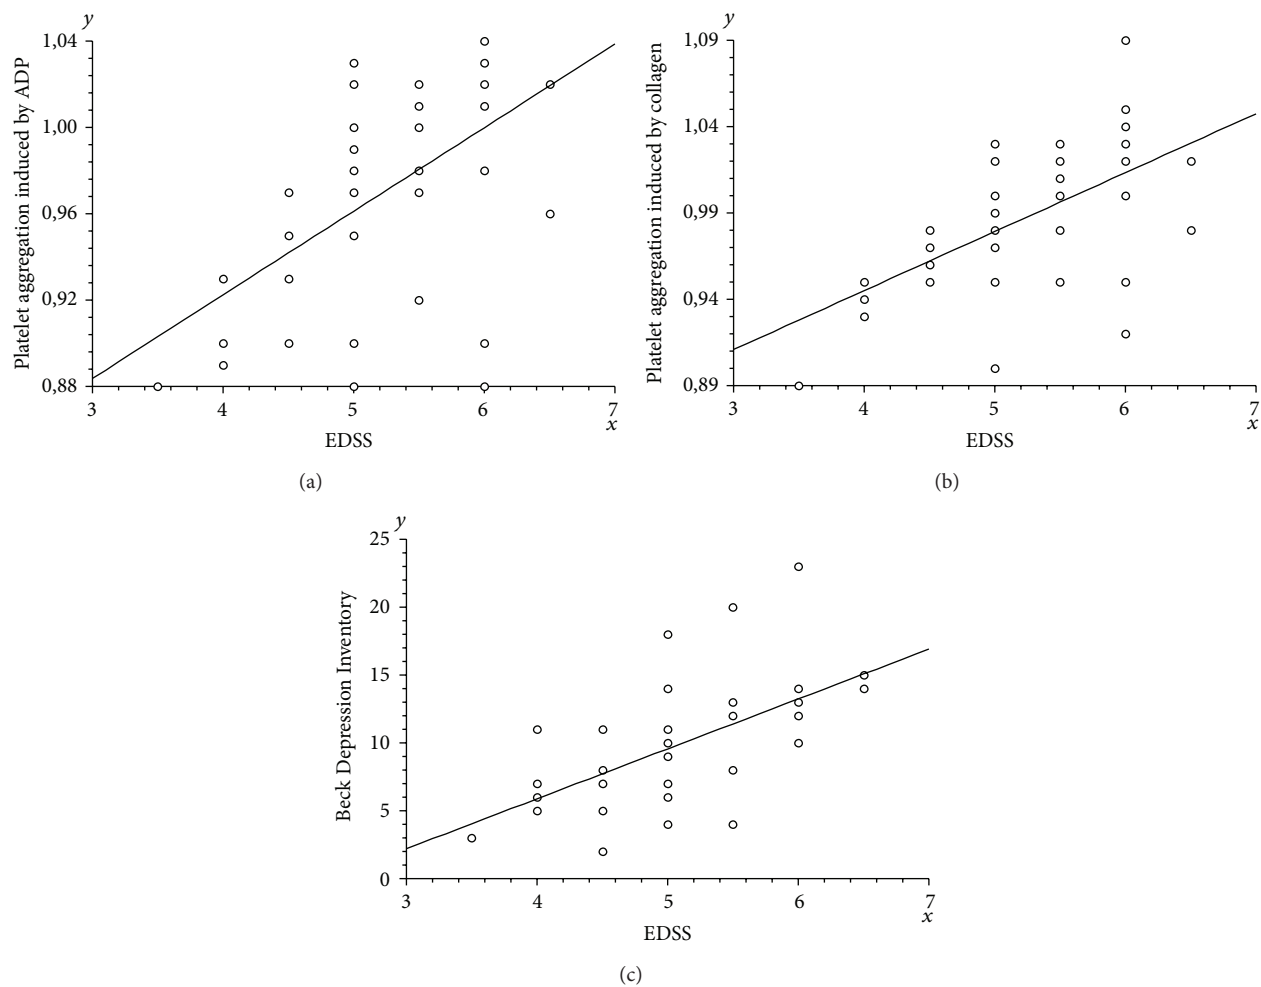 y
Platelet aggregation induced by ADP
1,04
1,00
0,96
0,92
0,88
3 4 5 6 7
x
EDSS
(a)
y
Platelet aggregation induced by collagen
1,09
1,04
0,99
0,94
0,89
3 4 5 6 7
x
EDSS
(b)
y
Beck Depression Inventory
25
20
15
10
5
0
3 4 5 6 7
x
EDSS
(c)